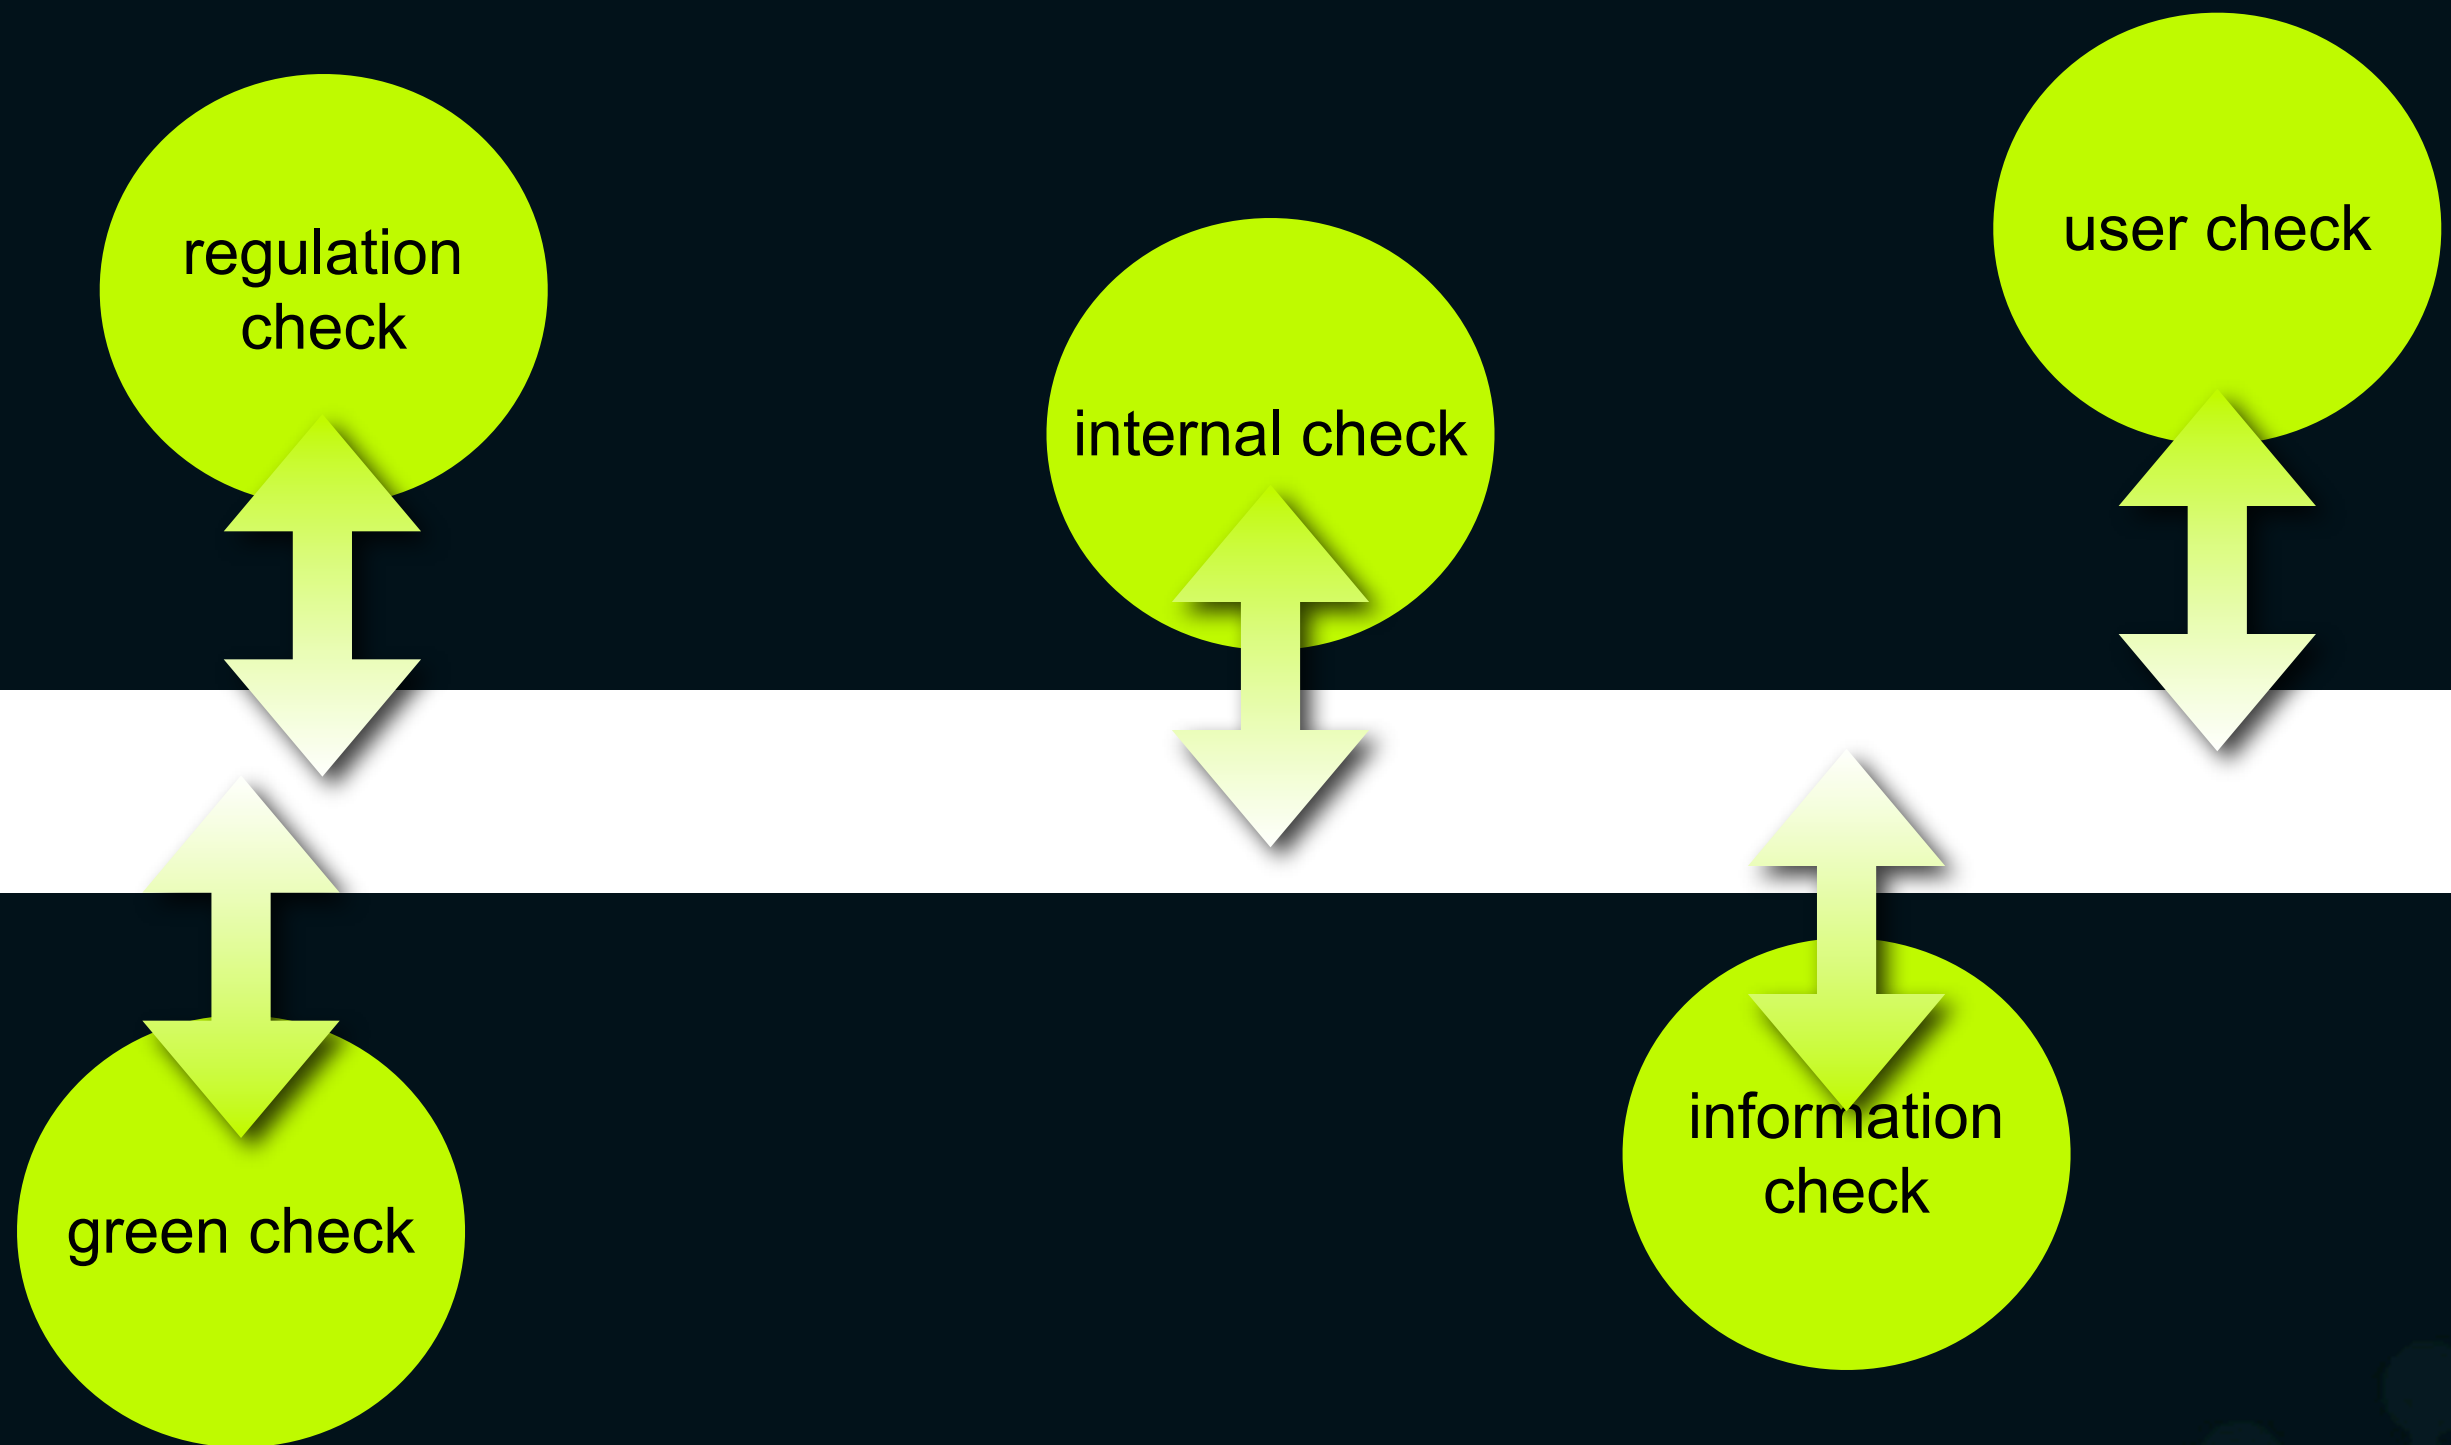 regulation
check
internal check
user check
green check
information
check